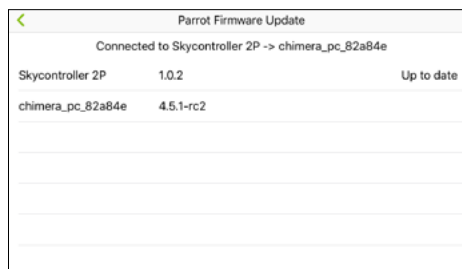 Parrot Firmware Update
Connected to Skycontroller 2P -> chimera_pc_82a84e
Skycontroller 2P 1.0.2 Up to date
chimera_pc_82a84e 4.5.1-rc2